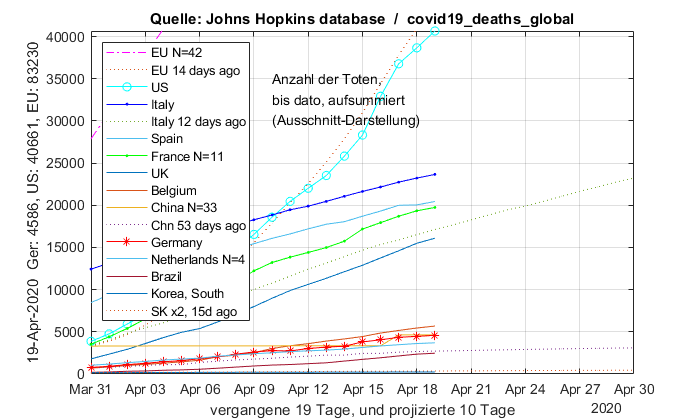 Quelle: Johns Hopkins database / covid19_deaths_global
19-Apr-2020 Ger: 4586, US: 40661, EU: 83230
40000
35000
30000
25000
20000
15000
10000
5000
0
EU N=42
EU 14 days ago
US
Italy
Italy 12 days ago
Spain
France N=11
UK
Belgium
China N=33
Chn 53 days ago
Germany
Netherlands N=4
Brazil
Korea, South
SK x2, 15d ago
Anzahl der Toten,
bis dato, aufsummiert
(Ausschnitt-Darstellung)
Mar 31 Apr 03 Apr 06 Apr 09 Apr 12 Apr 15 Apr 18 Apr 21 Apr 24 Apr 27 Apr 30
2020
vergangene 19 Tage, und projizierte 10 Tage